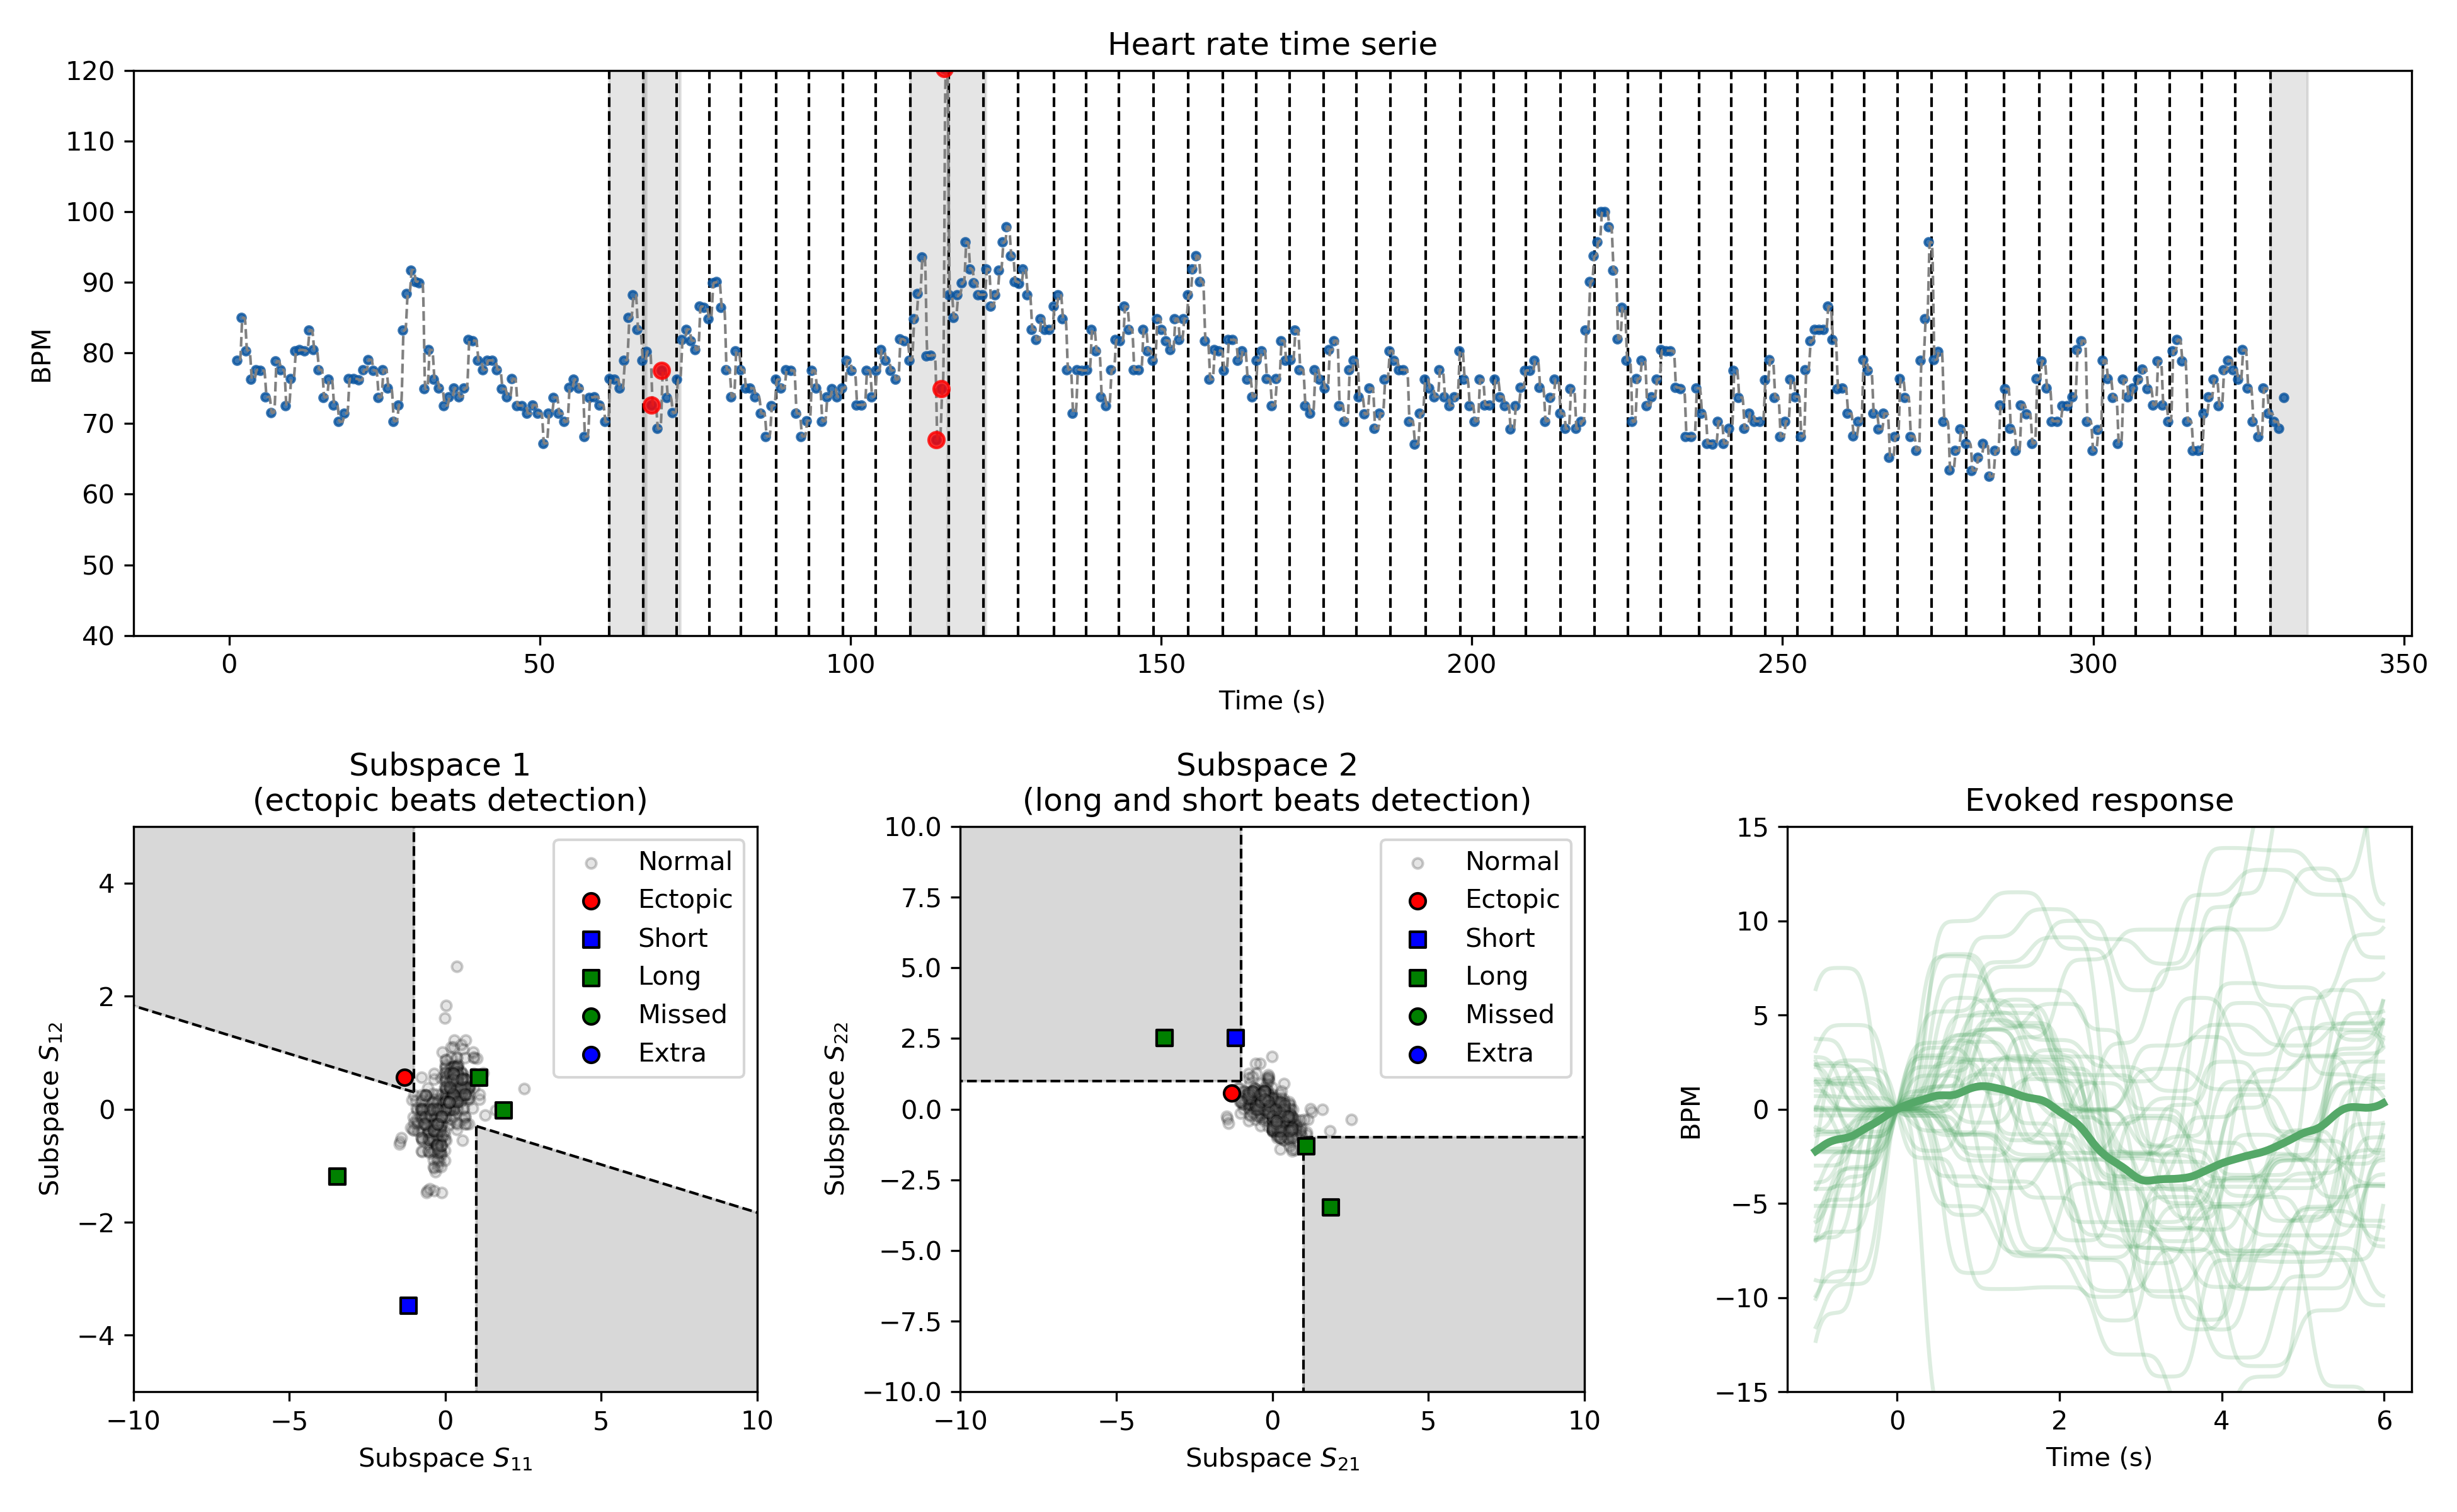 Heart rate time serie
120
110
100
90
80
70
60
50
40
BPM
0 50 100 150 200 250 300 350
Time (s)
Subspace 1
(ectopic beats detection)
4
2
0
−2
−4
Subspace S12
Normal
Ectopic
Short
Long
Missed
Extra
−10 −5 0 5 10
Subspace S11
Subspace 2
(long and short beats detection)
10.0
7.5
5.0
2.5
0.0
−2.5
−5.0
−7.5
−10.0
Subspace S22
Normal
Ectopic
Short
Long
Missed
Extra
−10 −5 0 5 10
Subspace S21
Evoked response
15
10
5
0
−5
−10
−15
BPM
0 2 4 6
Time (s)